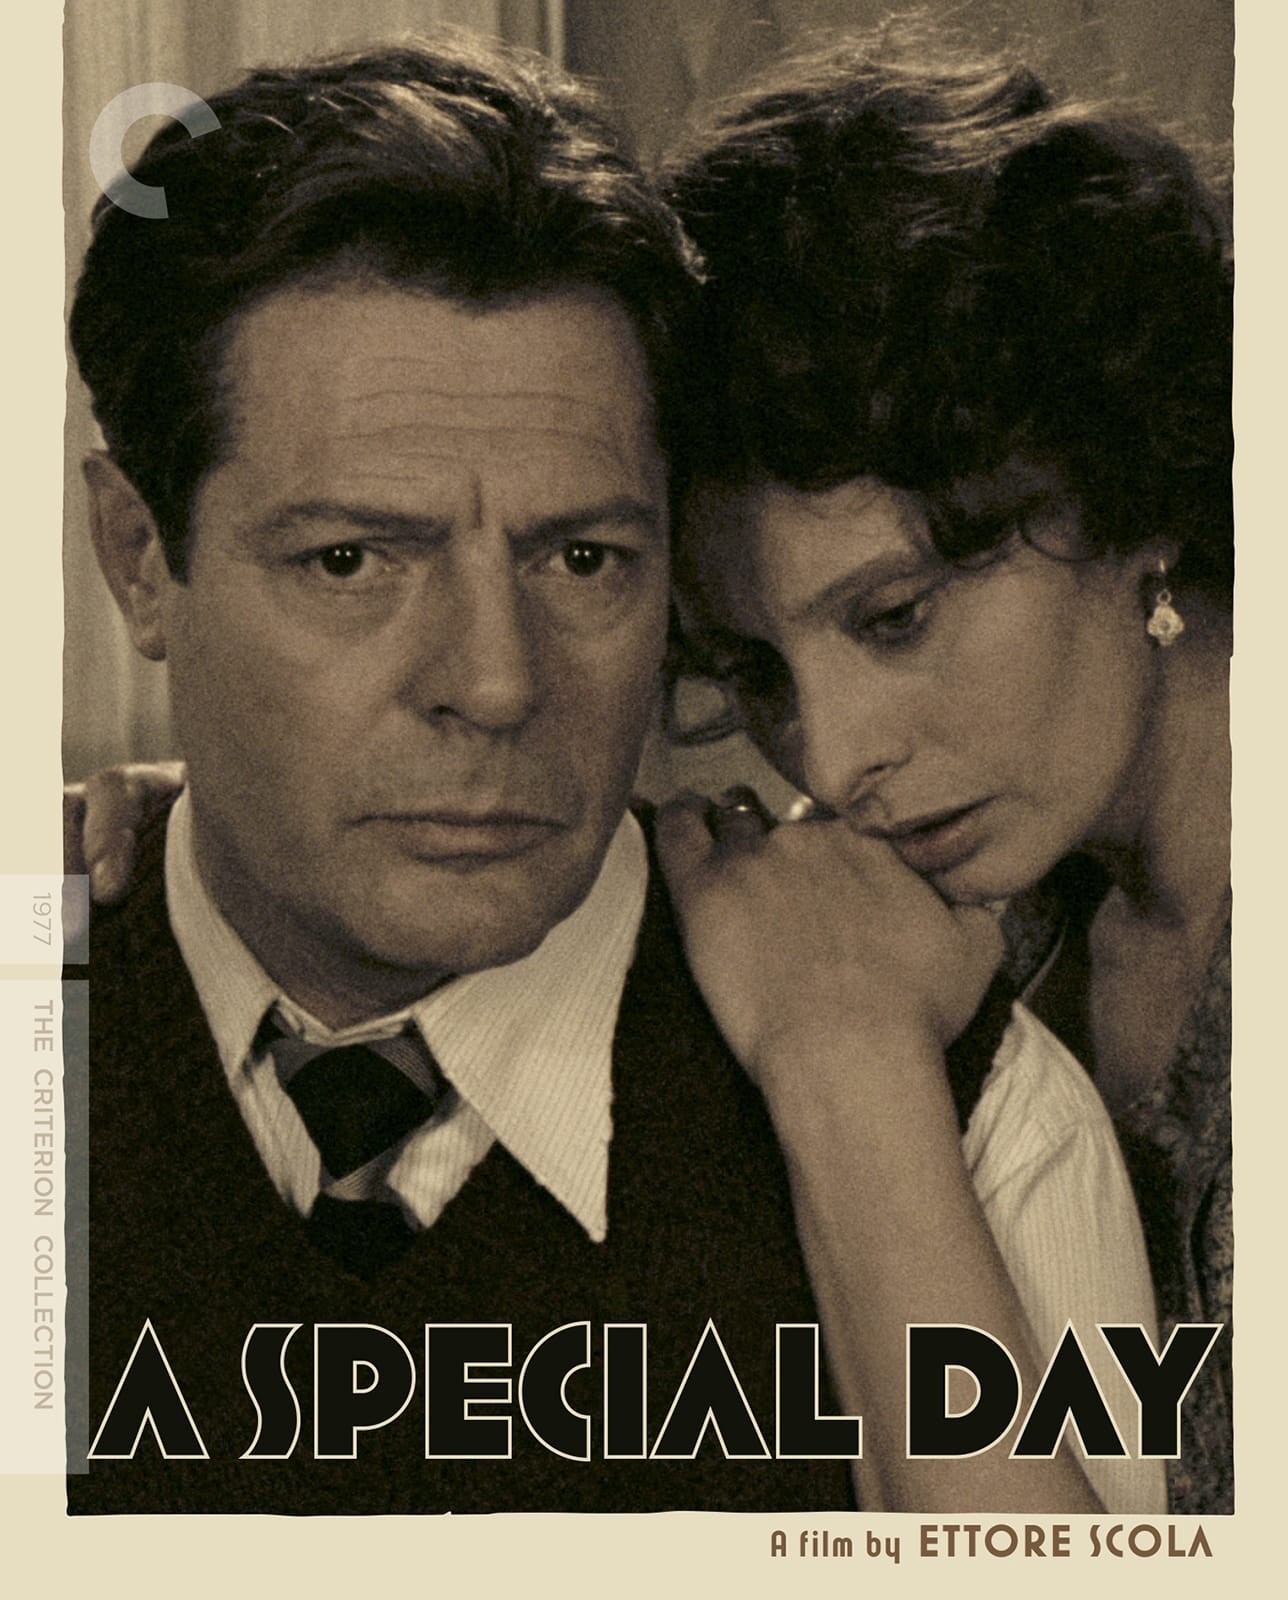 1977
THE CRITERION COLLECTION
A SPECIAL DAY
A film by ETTORE SCOLA